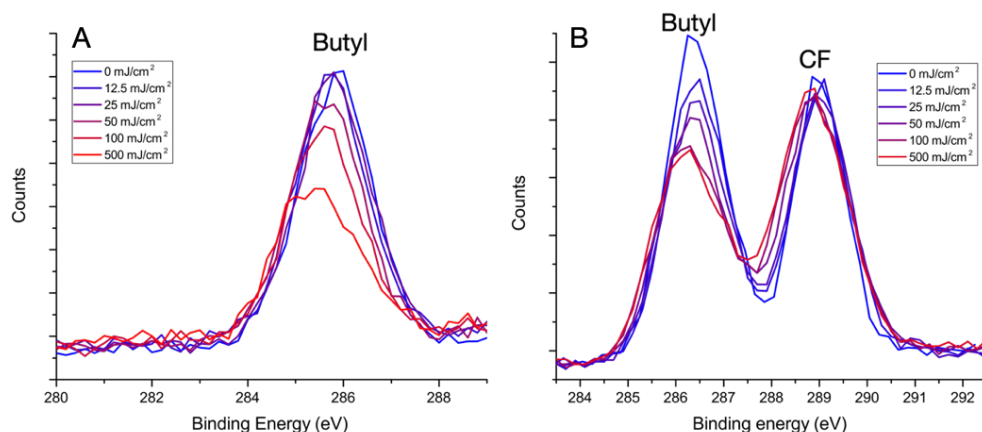 A
Butyl
0 mJ/cm²
12.5 mJ/cm²
25 mJ/cm²
50 mJ/cm²
100 mJ/cm²
500 mJ/cm²
Counts
280 282 284 286 288
Binding Energy (eV)
B
Butyl
CF
0 mJ/cm²
12.5 mJ/cm²
25 mJ/cm²
50 mJ/cm²
100 mJ/cm²
500 mJ/cm²
Counts
284 285 286 287 288 289 290 291 292
Binding energy (eV)